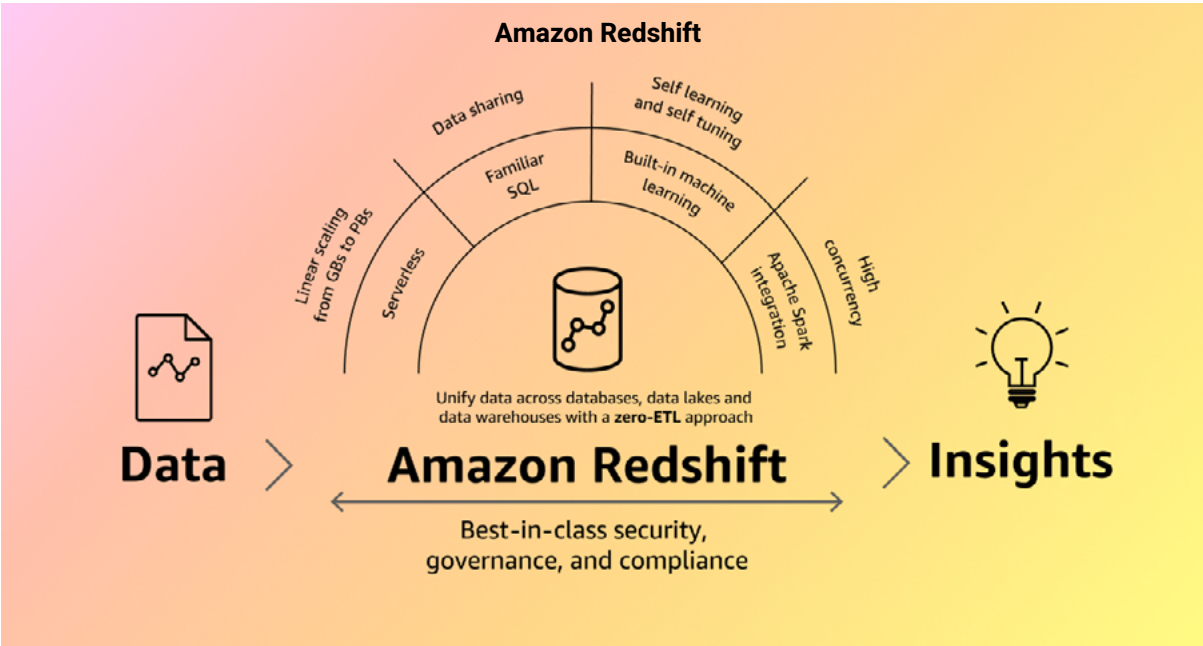 Amazon Redshift
Data sharing
Self learning
and self tuning
Familiar
SQL
Built-in machine
learning
Linear scaling
from GBs to PBs
Serverless
Apache Spark
integration
High
concurrency
Unify data across databases, data lakes and
data warehouses with a zero-ETL approach
Data
Amazon Redshift
Insights
Best-in-class security,
governance, and compliance